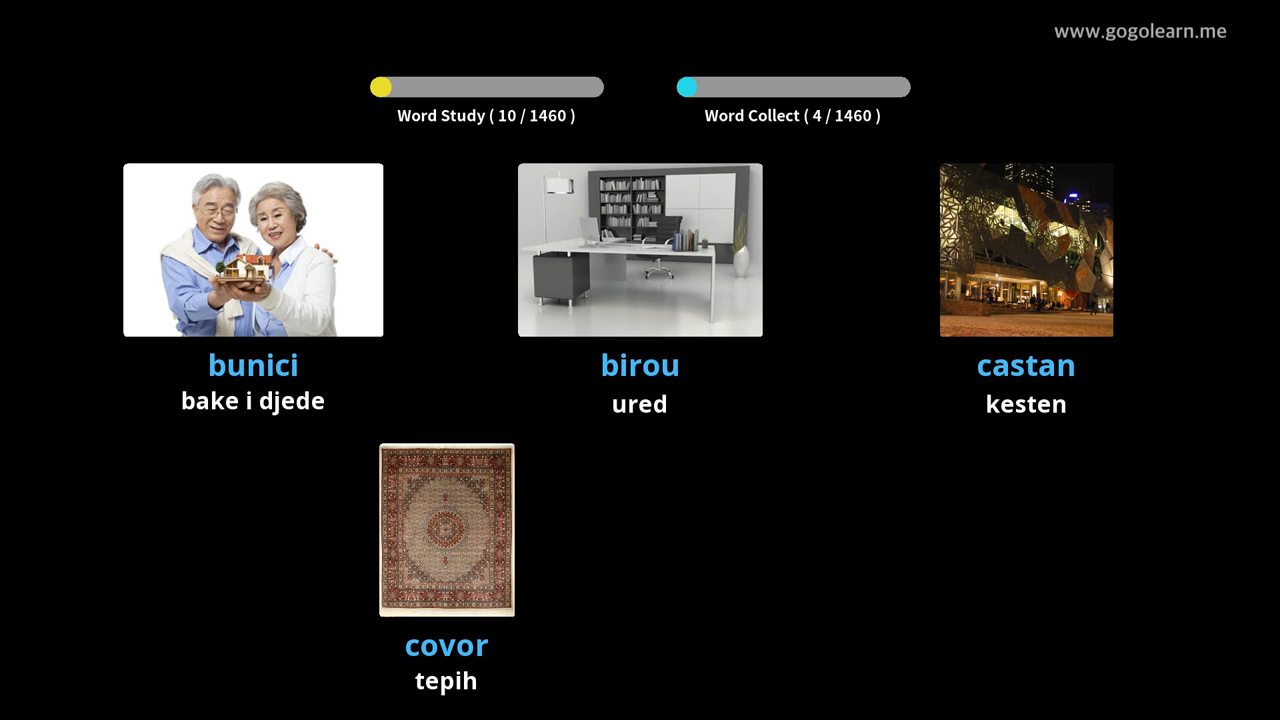 www.gogolearn.me
Word Study ( 10 / 1460 )
Word Collect ( 4 / 1460 )
bunici
bake i djede
birou
ured
castan
kesten
covor
tepih